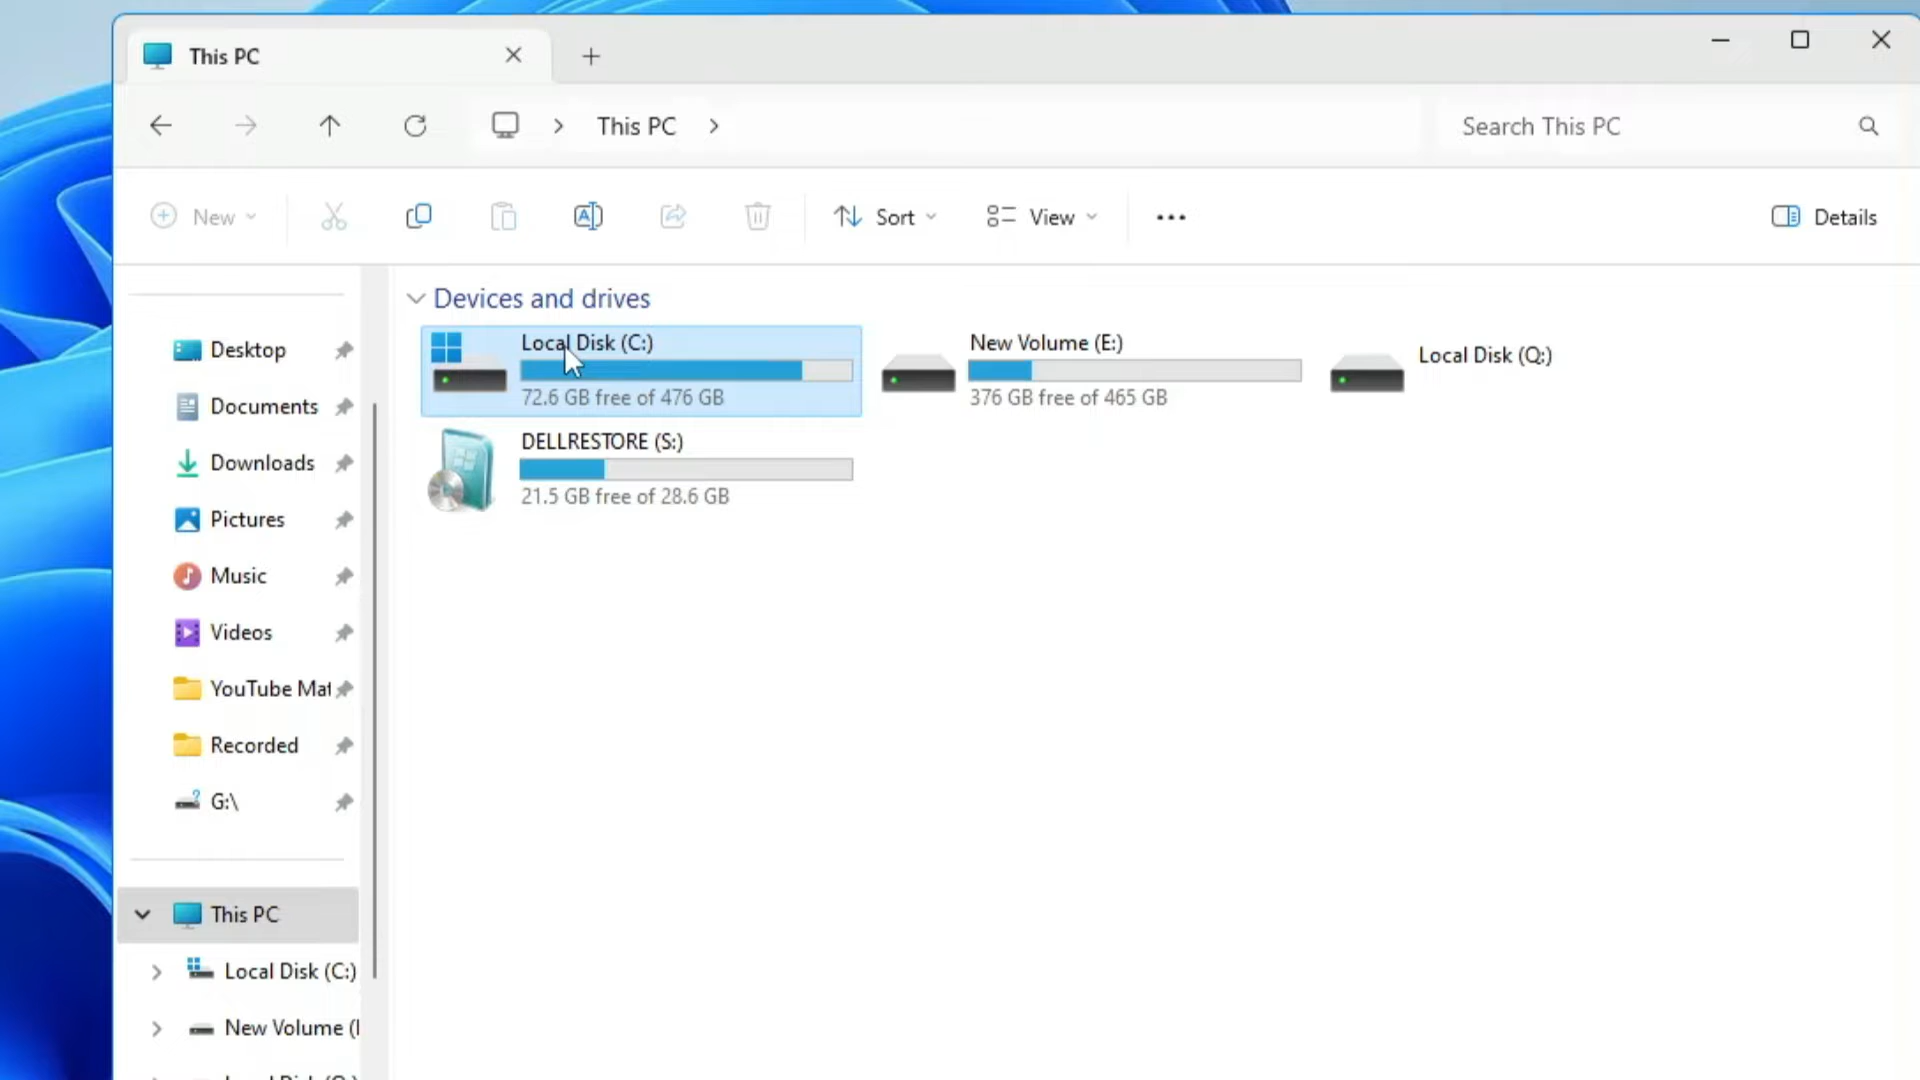 This PC
This PC
Search This PC
New
Sort
View
Details
Devices and drives
Local Disk (C:)
72.6 GB free of 476 GB
New Volume (E:)
376 GB free of 465 GB
Local Disk (Q:)
DELLRESTORE (S:)
21.5 GB free of 28.6 GB
Desktop
Documents
Downloads
Pictures
Music
Videos
YouTube Mat
Recorded
G:\
This PC
Local Disk (C:)
New Volume (